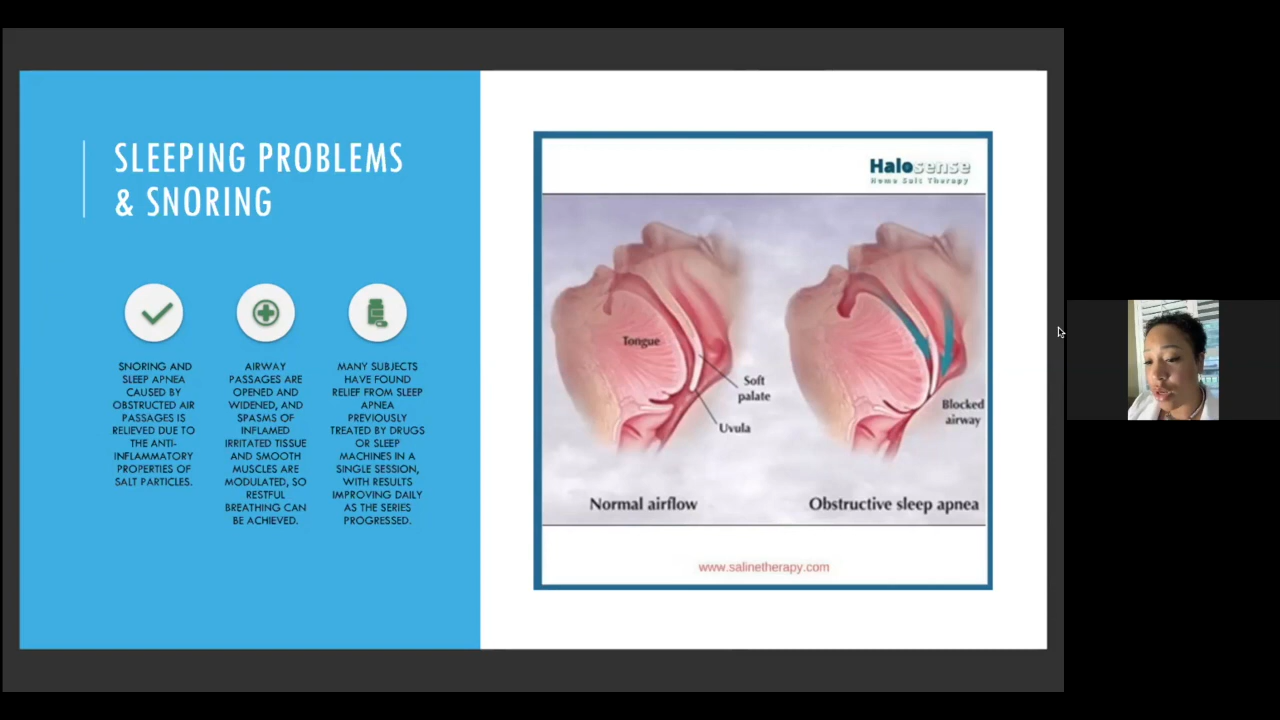 SLEEPING PROBLEMS
& SNORING
SNORING AND
SLEEP APNEA
CAUSED BY
OBSTRUCTED AIR
PASSAGES IS
RELIEVED DUE TO
THE ANTI-
INFLAMMATORY
PROPERTIES OF
SALT PARTICLES.
AIRWAY
PASSAGES ARE
OPENED AND
WIDENED, AND
SPASMS OF
INFLAMED
IRRITATED TISSUE
AND SMOOTH
MUSCLES ARE
MODULATED, SO
RESTFUL
BREATHING CAN
BE ACHIEVED.
MANY SUBJECTS
HAVE FOUND
RELIEF FROM SLEEP
APNEA
PREVIOUSLY
TREATED BY DRUGS
OR SLEEP
MACHINES IN A
SINGLE SESSION,
WITH RESULTS
IMPROVING DAILY
AS THE SERIES
PROGRESSED.
Halosense
Home Salt Therapy
Tongue
Soft
palate
Uvula
Blocked
airway
Normal airflow
Obstructive sleep apnea
www.salinetherapy.com